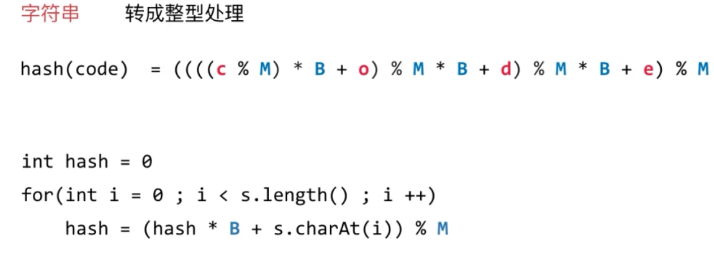 字符串 转成整型处理
hash(code) = ((((c % M) * B + o) % M * B + d) % M * B + e) % M
int hash = 0
for(int i = 0 ; i < s.length() ; i ++)
hash = (hash * B + s.charAt(i)) % M